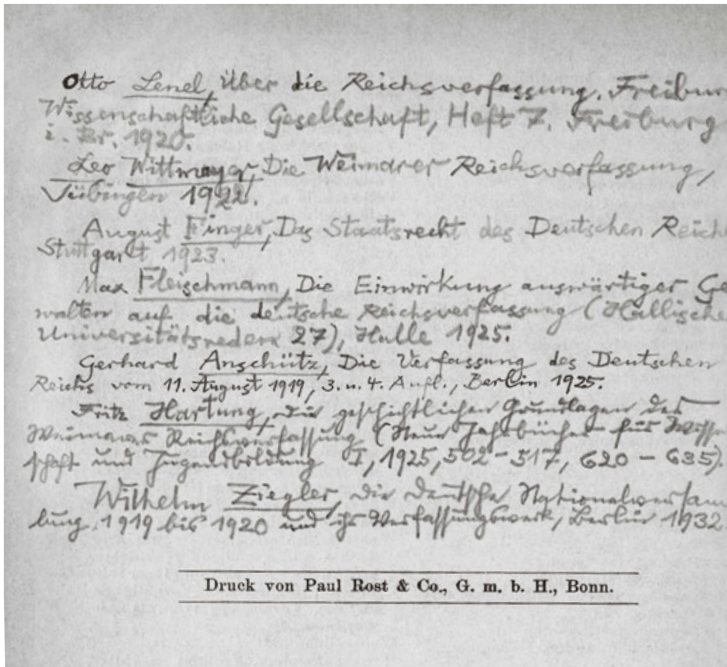 Otto Lenel, Über die Reichsverfassung, Freibur
Wissenschaftliche Gesellschaft, Heft 7. Freiburg
i. Br. 1920.
Leo Wittmayer, Die Weimarer Reichsverfassung,
Tübingen 1922.
August Finger, Das Staatsrecht des Deutschen Reich
Stuttgart 1923.
Max Fleischmann, Die Einwirkung auswärtiger Ge
walten auf die deutsche Reichsverfassung (Hallische
Universitätsreden 27), Halle 1925.
Gerhard Anschütz, Die Verfassung des Deutschen
Reichs vom 11. August 1919, 3. u. 4. Aufl., Berlin 1925.
Fritz Hartung, Die geschichtlichen Grundlagen der
Weimarer Reichsverfassung (Neue Jahrbücher für Wisse
schaft und Jugendbildung I, 1925, 502-517, 620 - 635)
Wilhelm Ziegler, Die deutsche Nationalversam
lung 1919 bis 1920 und ihr Verfassungswerk, Berlin 1932
Druck von Paul Rost & Co., G. m. b. H., Bonn.